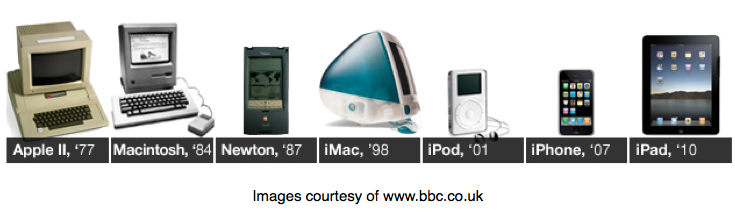 Apple II, ‘77 Macintosh, ‘84 Newton, ‘87 iMac, ‘98 iPod, ‘01 iPhone, ‘07 iPad, ‘10
Images courtesy of www.bbc.co.uk